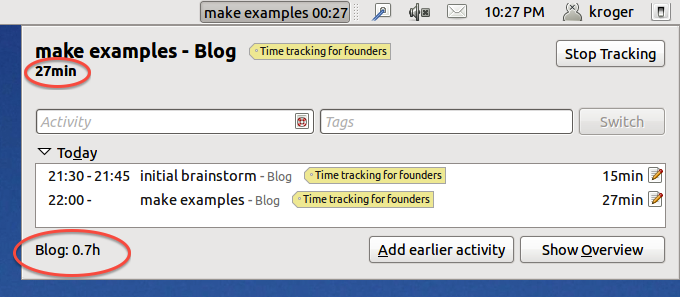 make examples 00:27 10:27 PM kroger
make examples - Blog Time tracking for founders Stop Tracking
27min
Activity Tags Switch
Today
21:30 - 21:45 initial brainstorm - Blog Time tracking for founders 15min
22:00 - make examples - Blog Time tracking for founders 27min
Blog: 0.7h Add earlier activity Show Overview